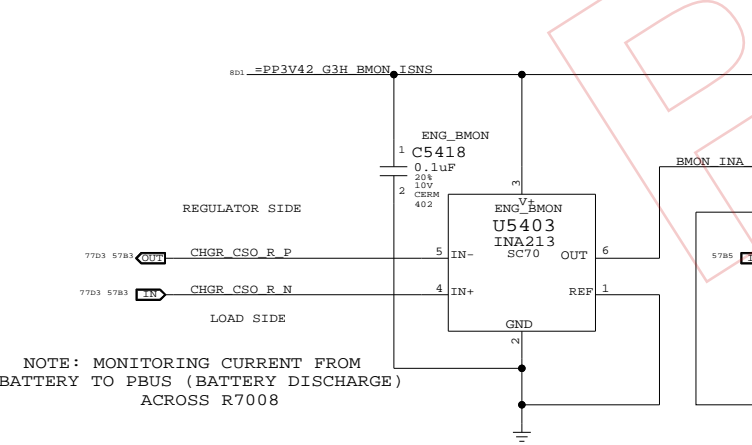 8D1 =PP3V42_G3H_BMON_ISNS
ENG_BMON
1 C5418
0.1uF
20%
10V
2 CERM
402
3
V+
ENG_BMON
U5403
INA213
SC70
BMON_INA
REGULATOR SIDE
77D3 57B3 OUT CHGR_CSO_R_P 5 IN- OUT 6
57B5
77D3 57B3 IN CHGR_CSO_R_N 4 IN+ REF 1
LOAD SIDE
GND
2
NOTE: MONITORING CURRENT FROM
BATTERY TO PBUS (BATTERY DISCHARGE)
ACROSS R7008